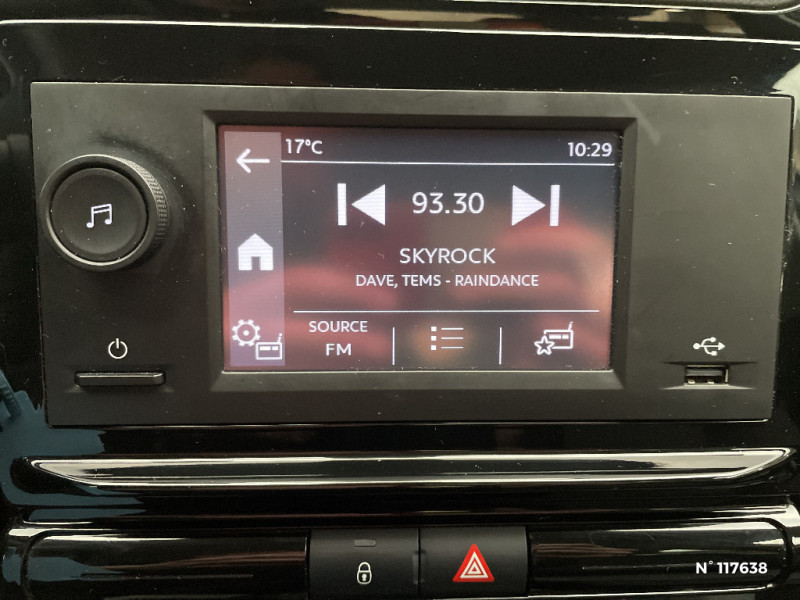 17°C
10:29
93.30
SKYROCK
DAVE, TEMS - RAINDANCE
SOURCE
FM
N° 117638